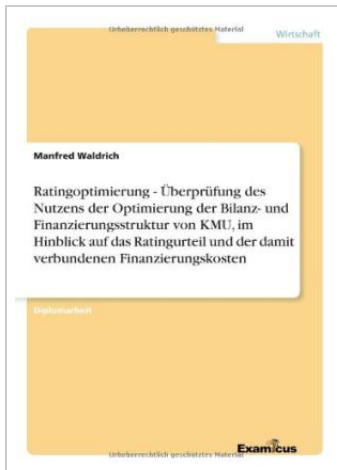 Urheberrechtlich geschütztes Material
Wirtschaft
Manfred Waldrich
Ratingoptimierung - Überprüfung des
Nutzens der Optimierung der Bilanz- und
Finanzierungsstruktur von KMU, im
Hinblick auf das Ratingurteil und der damit
verbundenen Finanzierungskosten
Diplomarbeit
Examicus
Urheberrechtlich geschütztes Material